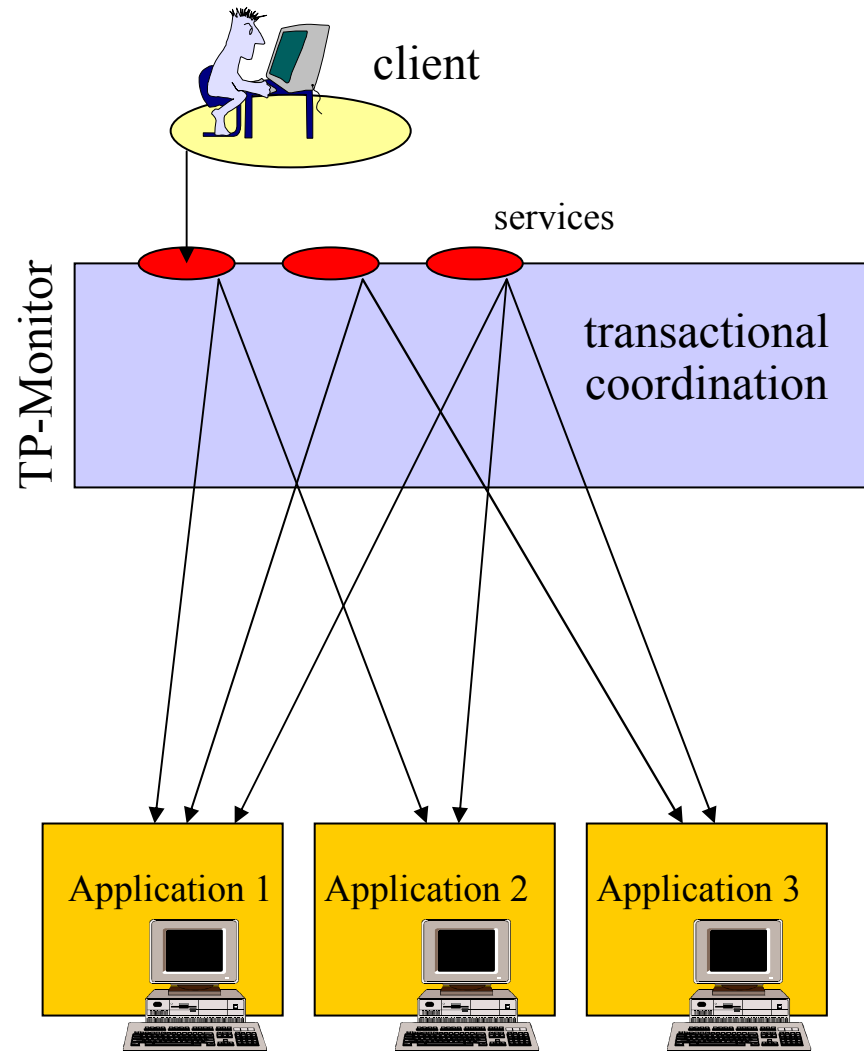 client
services
TP-Monitor
transactional
coordination
Application 1
Application 2
Application 3